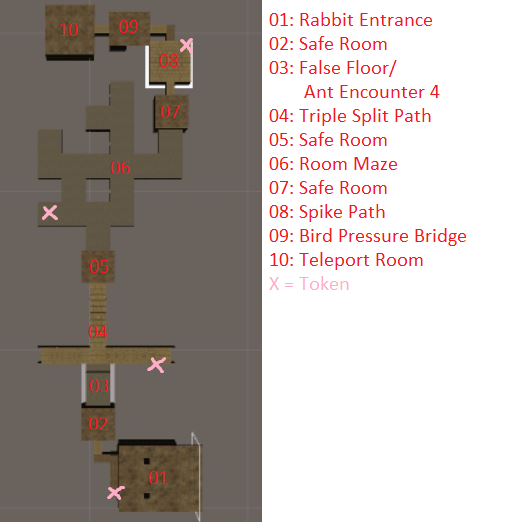 10
09
08
07
06
05
04
03
02
01
01: Rabbit Entrance
02: Safe Room
03: False Floor/
Ant Encounter 4
04: Triple Split Path
05: Safe Room
06: Room Maze
07: Safe Room
08: Spike Path
09: Bird Pressure Bridge
10: Teleport Room
X = Token